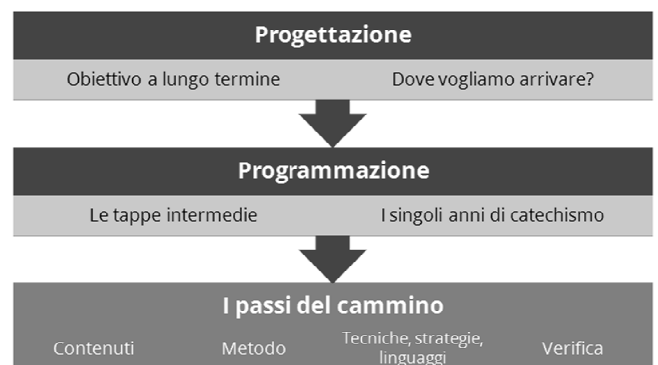 Progettazione
Obiettivo a lungo termine
Dove vogliamo arrivare?
Programmazione
Le tappe intermedie
I singoli anni di catechismo
I passi del cammino
Contenuti
Metodo
Tecniche, strategie,
linguaggi
Verifica